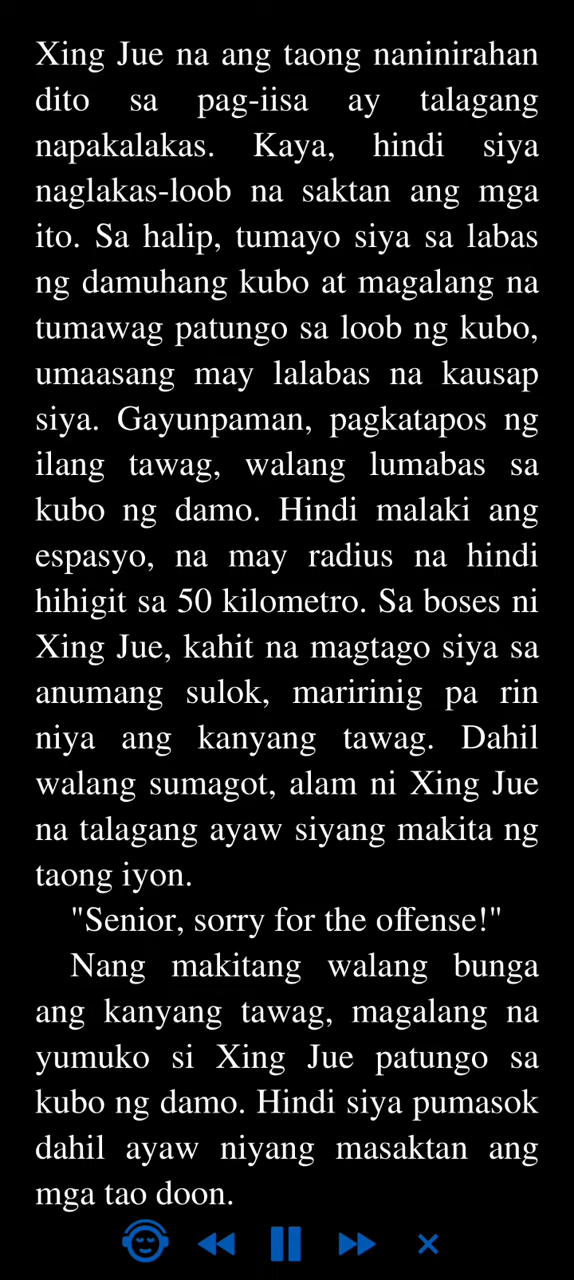 Xing Jue na ang taong naninirahan
dito sa pag-iisa ay talagang
napakalakas. Kaya, hindi siya
naglakas-loob na saktan ang mga
ito. Sa halip, tumayo siya sa labas
ng damuhang kubo at magalang na
tumawag patungo sa loob ng kubo,
umaasang may lalabas na kausap
siya. Gayunpaman, pagkatapos ng
ilang tawag, walang lumabas sa
kubo ng damo. Hindi malaki ang
espasyo, na may radius na hindi
hihigit sa 50 kilometro. Sa boses ni
Xing Jue, kahit na magtago siya sa
anumang sulok, maririnig pa rin
niya ang kanyang tawag. Dahil
walang sumagot, alam ni Xing Jue
na talagang ayaw siyang makita ng
taong iyon.
"Senior, sorry for the offense!"
Nang makitang walang bunga
ang kanyang tawag, magalang na
yumuko si Xing Jue patungo sa
kubo ng damo. Hindi siya pumasok
dahil ayaw niyang masaktan ang
mga tao doon.